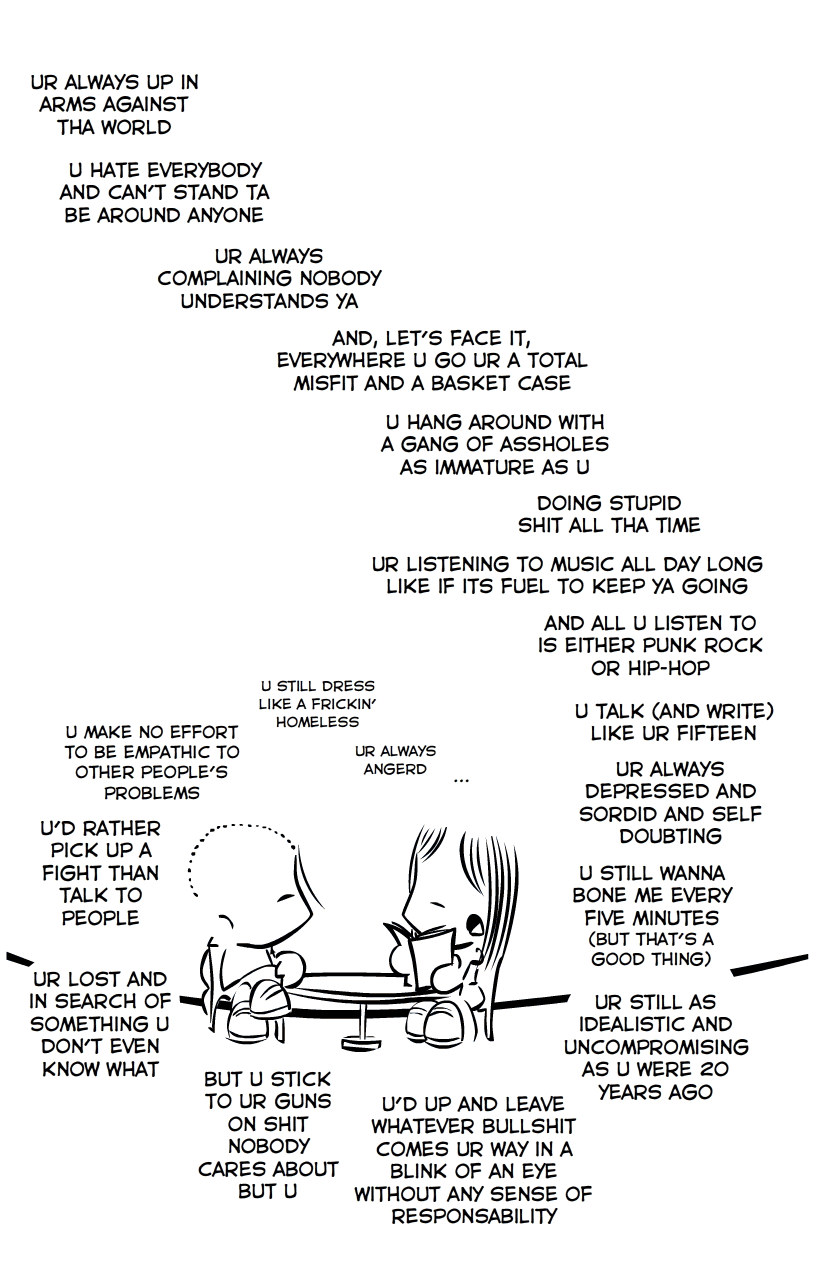 UR ALWAYS UP IN
ARMS AGAINST
THA WORLD
U HATE EVERYBODY
AND CAN'T STAND TA
BE AROUND ANYONE
UR ALWAYS
COMPLAINING NOBODY
UNDERSTANDS YA
AND, LET'S FACE IT,
EVERYWHERE U GO UR A TOTAL
MISFIT AND A BASKET CASE
U HANG AROUND WITH
A GANG OF ASSHOLES
AS IMMATURE AS U
DOING STUPID
SHIT ALL THA TIME
UR LISTENING TO MUSIC ALL DAY LONG
LIKE IF ITS FUEL TO KEEP YA GOING
AND ALL U LISTEN TO
IS EITHER PUNK ROCK
OR HIP-HOP
U TALK (AND WRITE)
LIKE UR FIFTEEN
UR ALWAYS
DEPRESSED AND
SORDID AND SELF
DOUBTING
U STILL WANNA
BONE ME EVERY
FIVE MINUTES
(BUT THAT'S A
GOOD THING)
UR STILL AS
IDEALISTIC AND
UNCOMPROMISING
AS U WERE 20
YEARS AGO
U'D UP AND LEAVE
WHATEVER BULLSHIT
COMES UR WAY IN A
BLINK OF AN EYE
WITHOUT ANY SENSE OF
RESPONSABILITY
BUT U STICK
TO UR GUNS
ON SHIT
NOBODY
CARES ABOUT
BUT U
UR LOST AND
IN SEARCH OF
SOMETHING U
DON'T EVEN
KNOW WHAT
U'D RATHER
PICK UP A
FIGHT THAN
TALK TO
PEOPLE
U MAKE NO EFFORT
TO BE EMPATHIC TO
OTHER PEOPLE'S
PROBLEMS
U STILL DRESS
LIKE A FRICKIN'
HOMELESS
UR ALWAYS
ANGERD
...